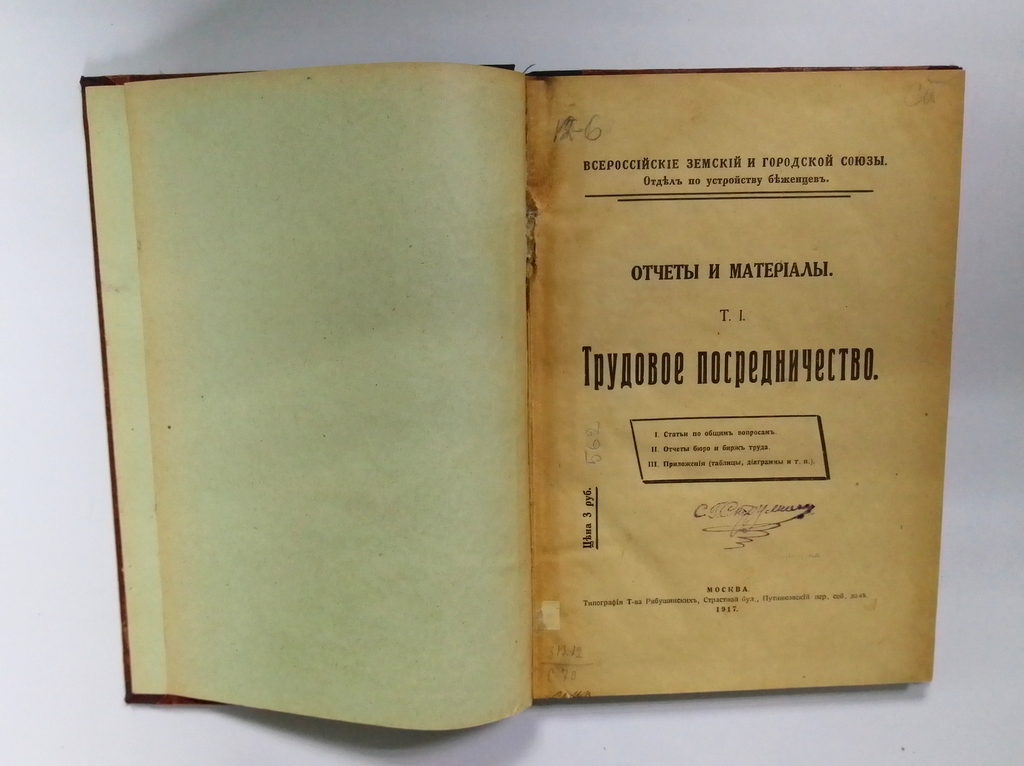 ВСЕРОССІЙСКІЕ ЗЕМСКІЙ И ГОРОДСКОЙ СОЮЗЫ.
Отдѣлъ по устройству бѣженцевъ.
ОТЧЕТЫ И МАТЕРІАЛЫ.
Т. I.
Трудовое посредничество.
I. Статьи по общимъ вопросамъ.
II. Отчеты бюро и биржъ труда.
III. Приложенія (таблицы, діаграммы и т. п.).
562
Цѣна 3 руб.
МОСКВА.
Типографія Т-ва Рябушинскихъ, Страстной бул., Путинковскій пер. соб. домъ
1917.